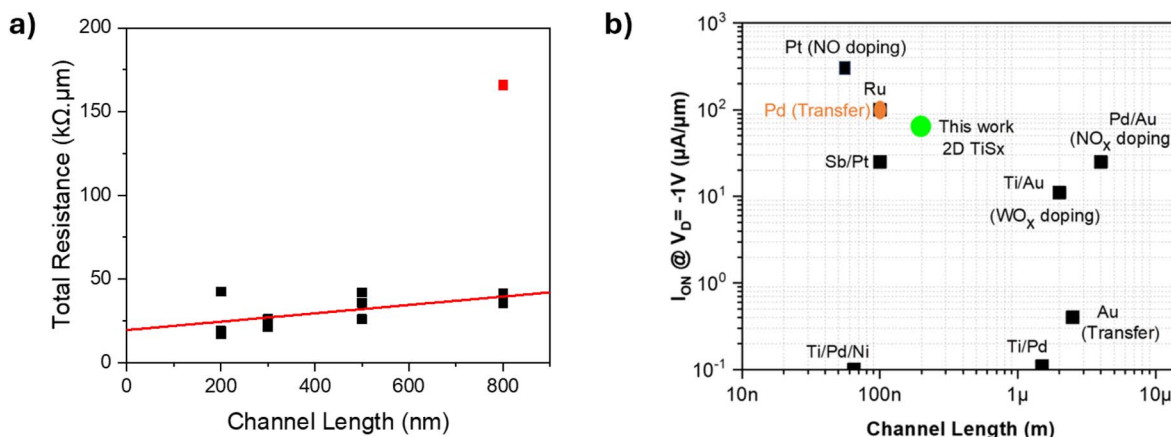 a)
Total Resistance (kΩ.µm)
200
150
100
50
0
0 200 400 600 800
Channel Length (nm)
b)
I_ON @ V_D= -1V (µA/µm)
10³
10²
10¹
10⁰
10⁻¹
Pt (NO doping)
Ru
Pd (Transfer)
This work
2D TiSx
Pd/Au
(NOₓ doping
Sb/Pt
Ti/Au
(WOₓ doping)
Au
(Transfer)
Ti/Pd/Ni
Ti/Pd
10n 100n 1µ 10µ
Channel Length (m)